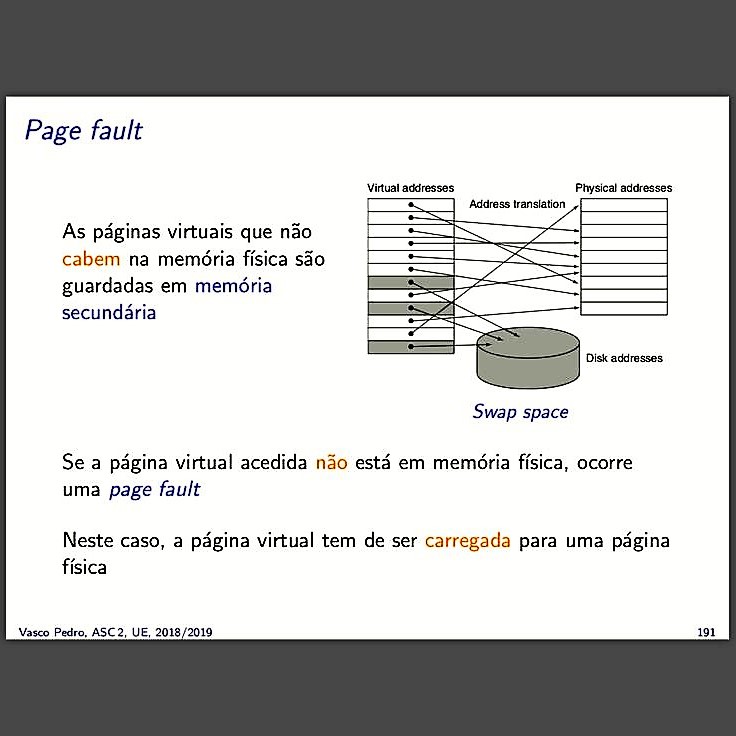 Page fault
As páginas virtuais que não
cabem na memória física são
guardadas em memória
secundária
Virtual addresses
Address translation
Physical addresses
Disk addresses
Swap space
Se a página virtual acedida não está em memória física, ocorre
uma page fault
Neste caso, a página virtual tem de ser carregada para uma página
física
Vasco Pedro, ASC 2, UE, 2018/2019
191